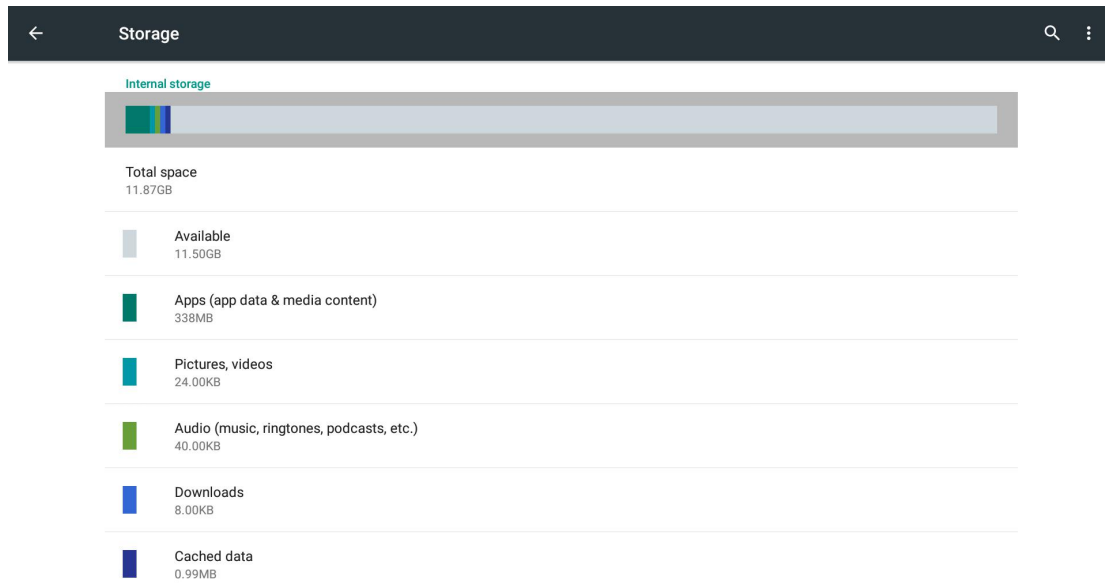 Storage
Internal storage
Total space
11.87GB
Available
11.50GB
Apps (app data & media content)
338MB
Pictures, videos
24.00KB
Audio (music, ringtones, podcasts, etc.)
40.00KB
Downloads
8.00KB
Cached data
0.99MB